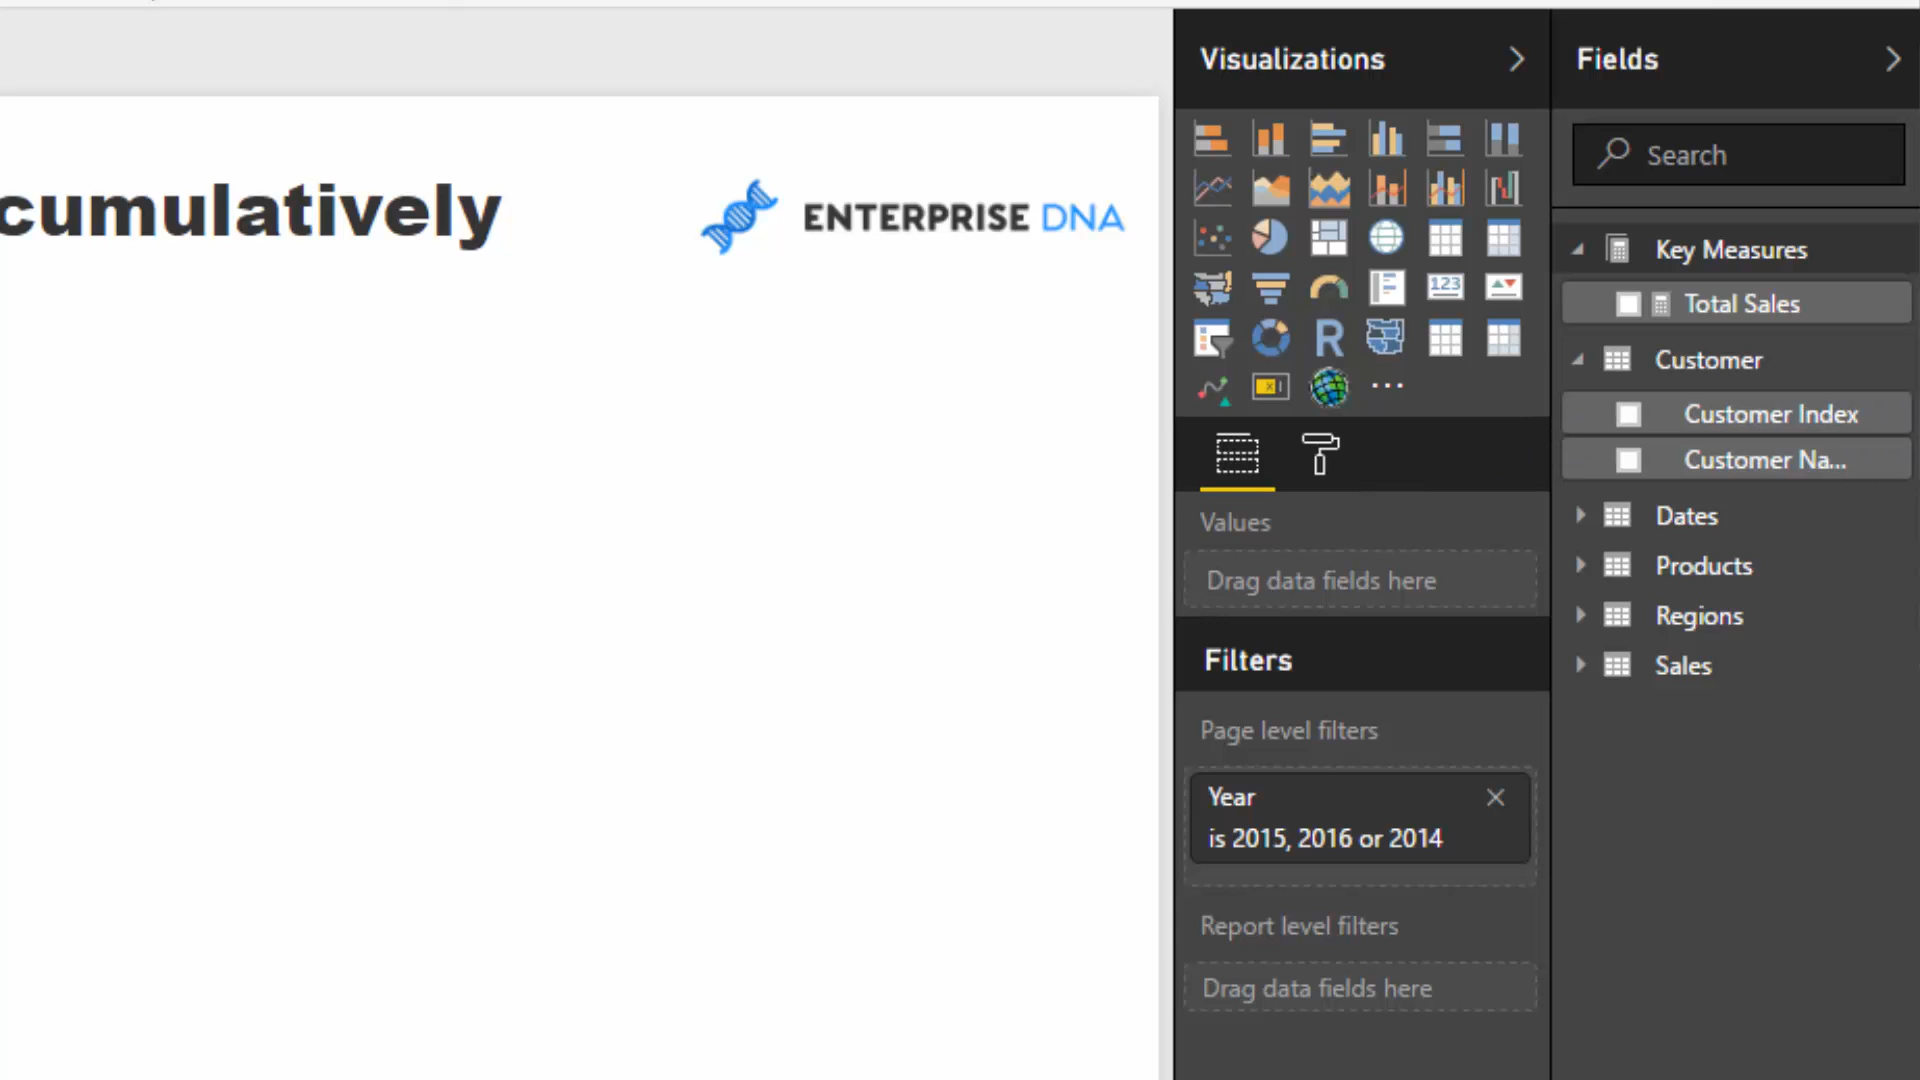 cumulatively
ENTERPRISE DNA
Visualizations
123
R
Values
Drag data fields here
Filters
Page level filters
Year
is 2015, 2016 or 2014
Report level filters
Drag data fields here
Fields
Search
Key Measures
Total Sales
Customer
Customer Index
Customer Na...
Dates
Products
Regions
Sales